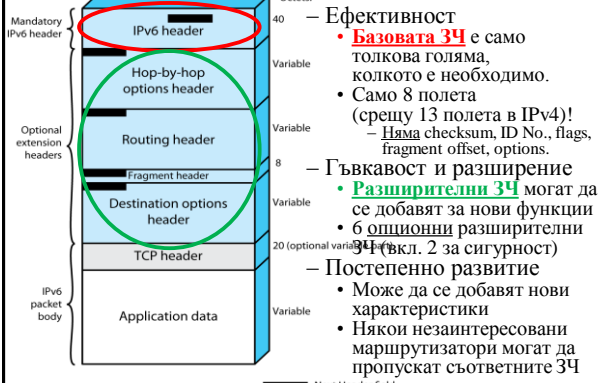 Mandatory
IPv6 header
IPv6 header
40
Hop-by-hop
options header
Variable
Optional
extension
headers
Routing header
Variable
Fragment header
8
Destination options
header
Variable
TCP header
20 (optional variable part)
IPv6
packet
body
Application data
Variable
– Ефективност
• Базовата ЗЧ е само
толкова голяма,
колкото е необходимо.
• Само 8 полета
(срещу 13 полета в IPv4)!
– Няма checksum, ID No., flags,
fragment offset, options.
– Гъвкавост и разширение
• Разширителни ЗЧ могат да
се добавят за нови функции
• 6 опционни разширителни
ЗЧ (вкл. 2 за сигурност)
– Постепенно развитие
• Може да се добавят нови
характеристики
• Някои незаинтересовани
маршрутизатори могат да
пропускат съответните ЗЧ